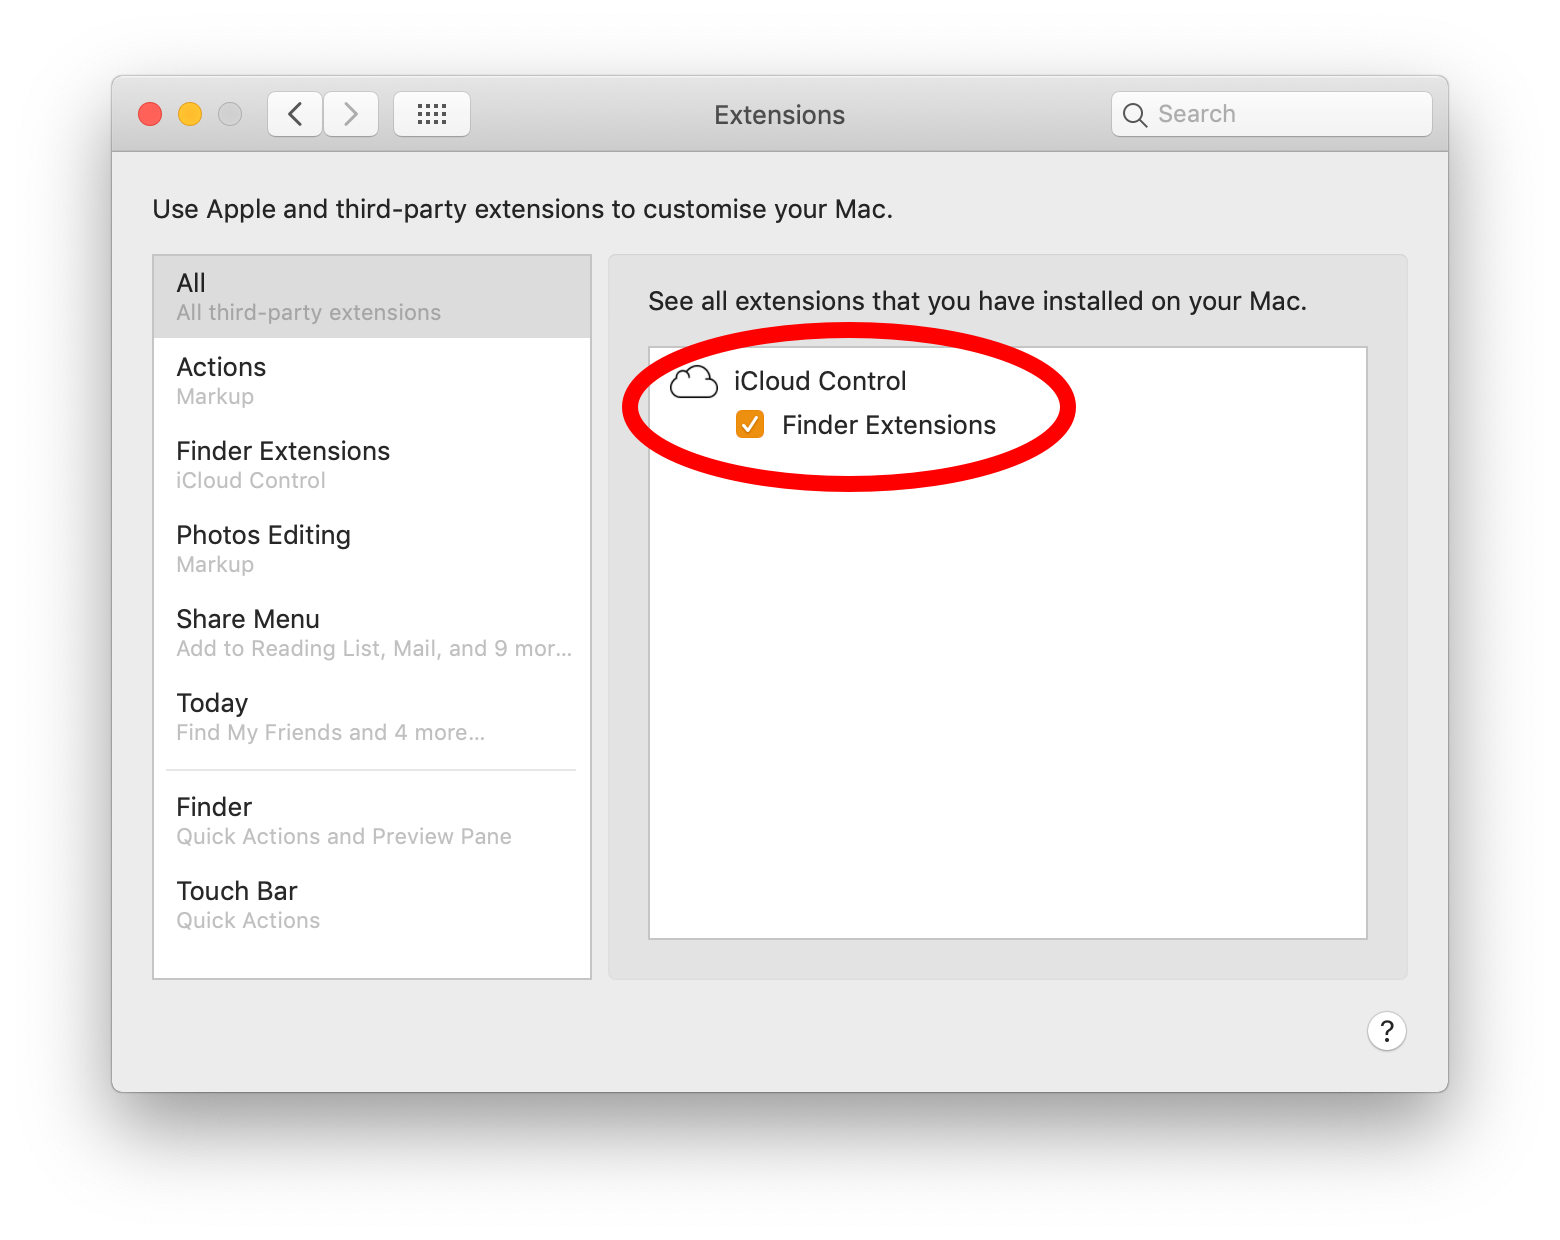 Extensions
Search
Use Apple and third-party extensions to customise your Mac.
All
All third-party extensions
Actions
Markup
Finder Extensions
iCloud Control
Photos Editing
Markup
Share Menu
Add to Reading List, Mail, and 9 mor...
Today
Find My Friends and 4 more...
Finder
Quick Actions and Preview Pane
Touch Bar
Quick Actions
See all extensions that you have installed on your Mac.
iCloud Control
Finder Extensions
?